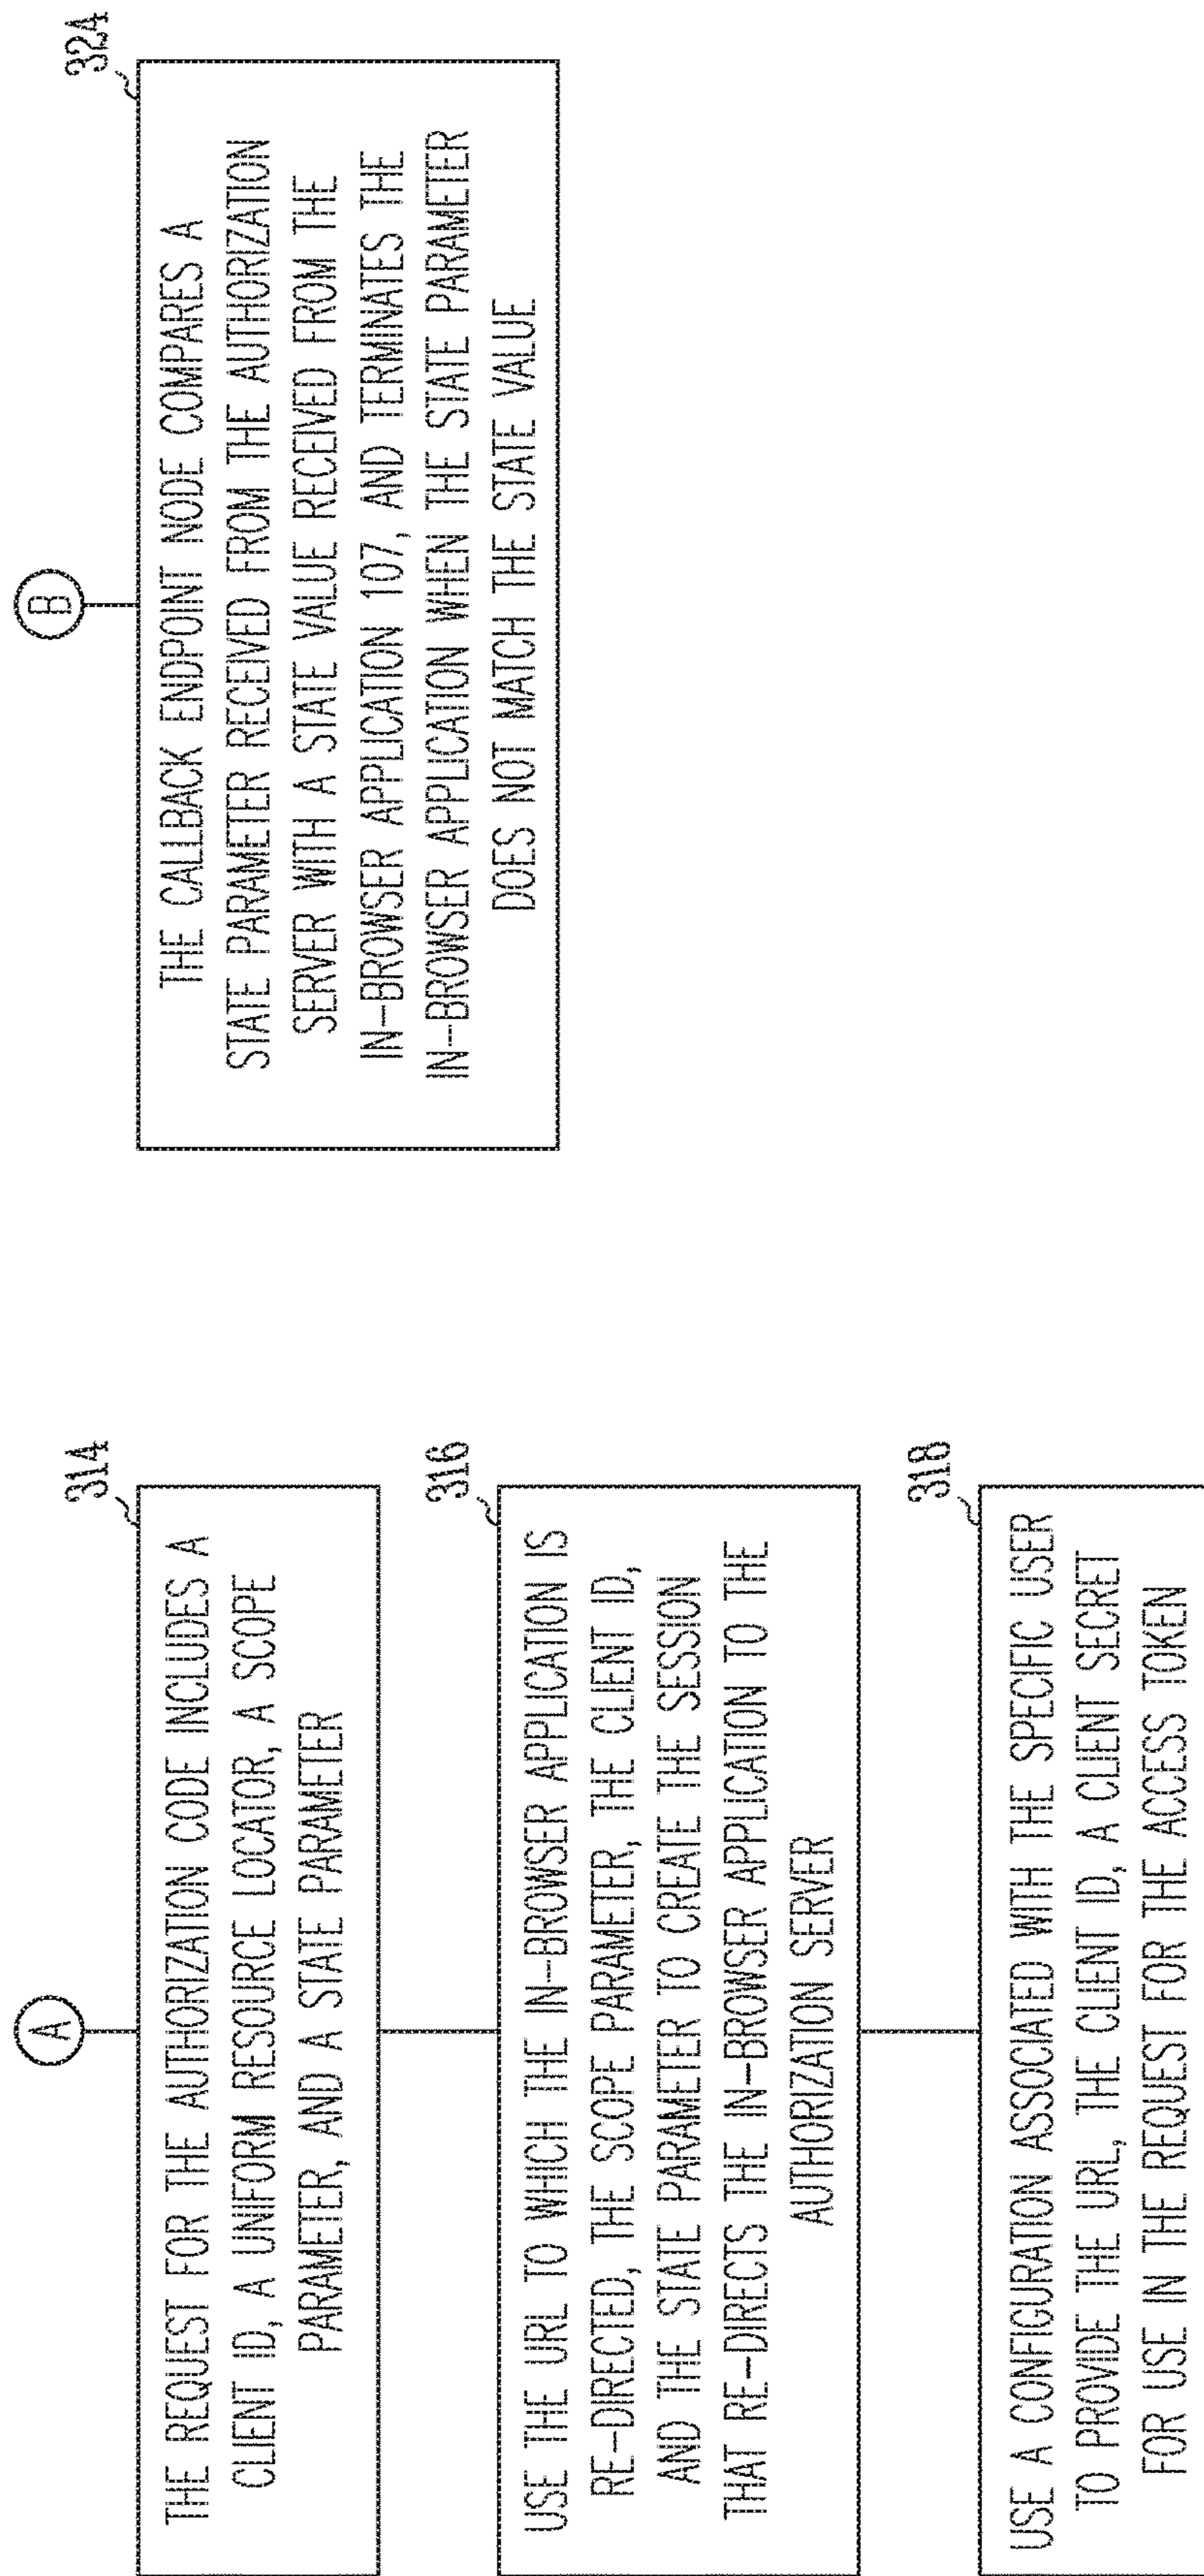 A
314
THE REQUEST FOR THE AUTHORIZATION CODE INCLUDES A
CLIENT ID, A UNIFORM RESOURCE LOCATOR, A SCOPE
PARAMETER, AND A STATE PARAMETER
316
USE THE URL TO WHICH THE IN-BROWSER APPLICATION IS
RE-DIRECTED, THE SCOPE PARAMETER, THE CLIENT ID,
AND THE STATE PARAMETER TO CREATE THE SESSION
THAT RE-DIRECTS THE IN-BROWSER APPLICATION TO THE
AUTHORIZATION SERVER
318
USE A CONFIGURATION ASSOCIATED WITH THE SPECIFIC USER
TO PROVIDE THE URL, THE CLIENT ID, A CLIENT SECRET
FOR USE IN THE REQUEST FOR THE ACCESS TOKEN
B
324
THE CALLBACK ENDPOINT NODE COMPARES A
STATE PARAMETER RECEIVED FROM THE AUTHORIZATION
SERVER WITH A STATE VALUE RECEIVED FROM THE
IN-BROWSER APPLICATION 107, AND TERMINATES THE
IN-BROWSER APPLICATION WHEN THE STATE PARAMETER
DOES NOT MATCH THE STATE VALUE